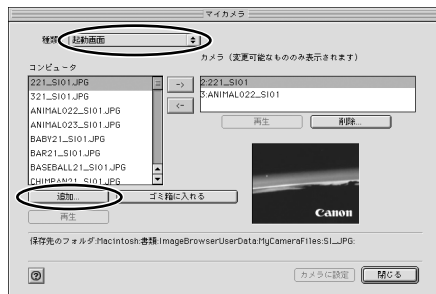 マイカメラ
種類: 起動画面
カメラ（変更可能なもののみ表示されます）
コンピュータ
221_SI01.JPG
321_SI01.JPG
ANIMAL022_SI01.JPG
ANIMAL023_SI01.JPG
BABY21_SI01.JPG
BAR21_SI01.JPG
BASEBALL21_SI01.JPG
CHIMPAN21_SI01.JPG
->
<-
2:221_SI01
3:ANIMAL022_SI01
再生
削除...
Canon
追加...
ゴミ箱に入れる
再生
保存先のフォルダ:Macintosh:書類:ImageBrowserUserData:MyCameraFiles:SI_JPG:
?
カメラに設定
閉じる